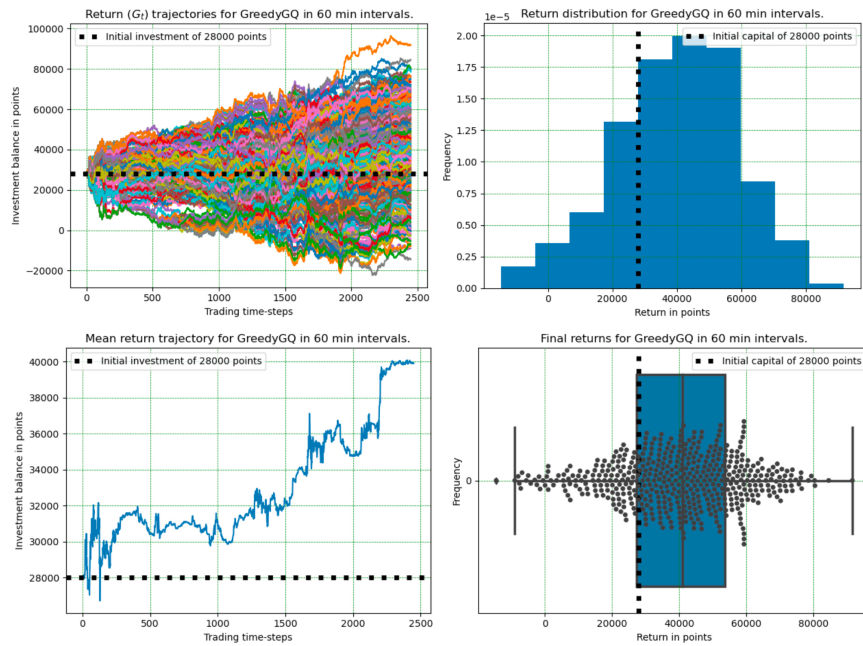 Return (G_t) trajectories for GreedyGQ in 60 min intervals.
Initial investment of 28000 points
100000
80000
60000
40000
20000
0
−20000
Investment balance in points
0
500
1000
1500
2000
2500
Trading time-steps
Return distribution for GreedyGQ in 60 min intervals.
1e−5
Initial capital of 28000 points
2.00
1.75
1.50
1.25
1.00
0.75
0.50
0.25
0.00
Frequency
0
20000
40000
60000
80000
Return in points
Mean return trajectory for GreedyGQ in 60 min intervals.
Initial investment of 28000 points
40000
38000
36000
34000
32000
30000
28000
Investment balance in points
0
500
1000
1500
2000
2500
Trading time-steps
Final returns for GreedyGQ in 60 min intervals.
Initial capital of 28000 points
Frequency
0
0
20000
40000
60000
80000
Return in points